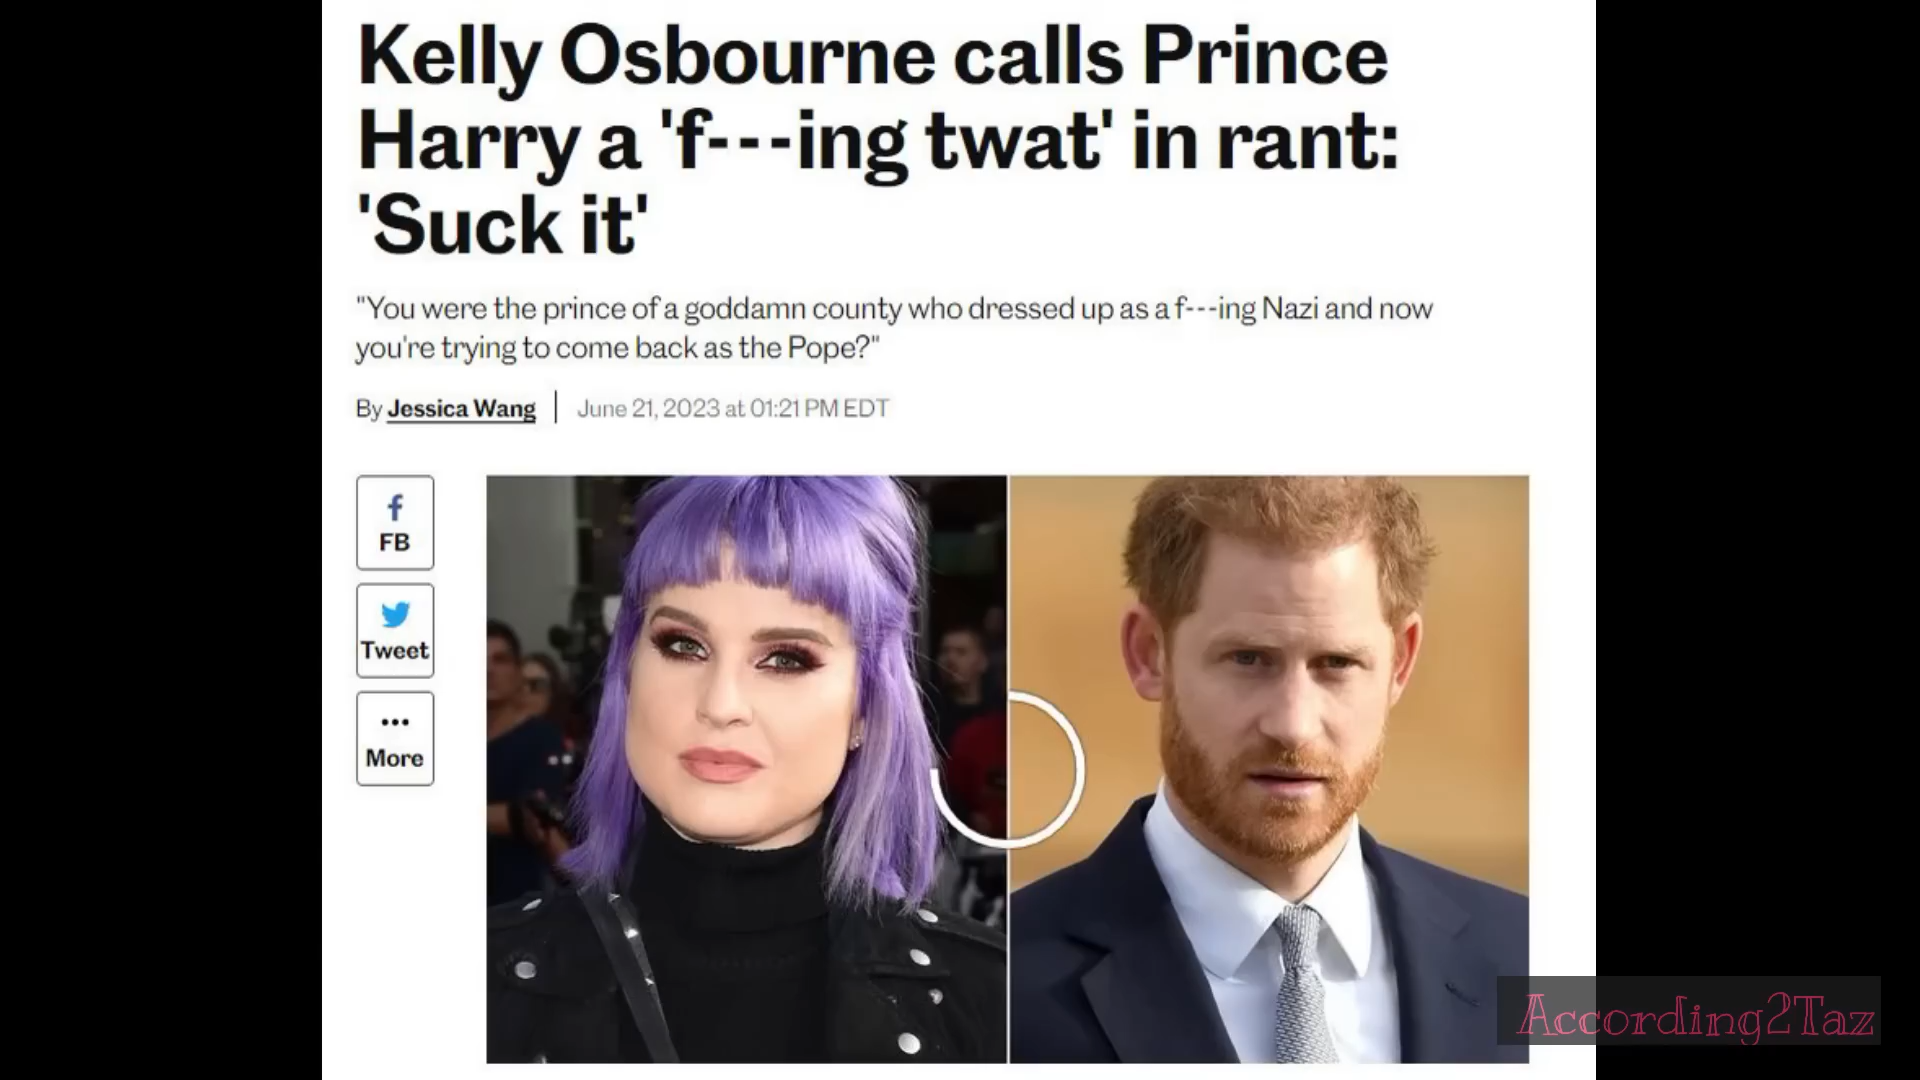 Kelly Osbourne calls Prince
Harry a 'f---ing twat' in rant:
'Suck it'
"You were the prince of a goddamn county who dressed up as a f---ing Nazi and now
you're trying to come back as the Pope?"
By Jessica Wang | June 21, 2023 at 01:21 PM EDT
f
FB
Tweet
More
According2Taz